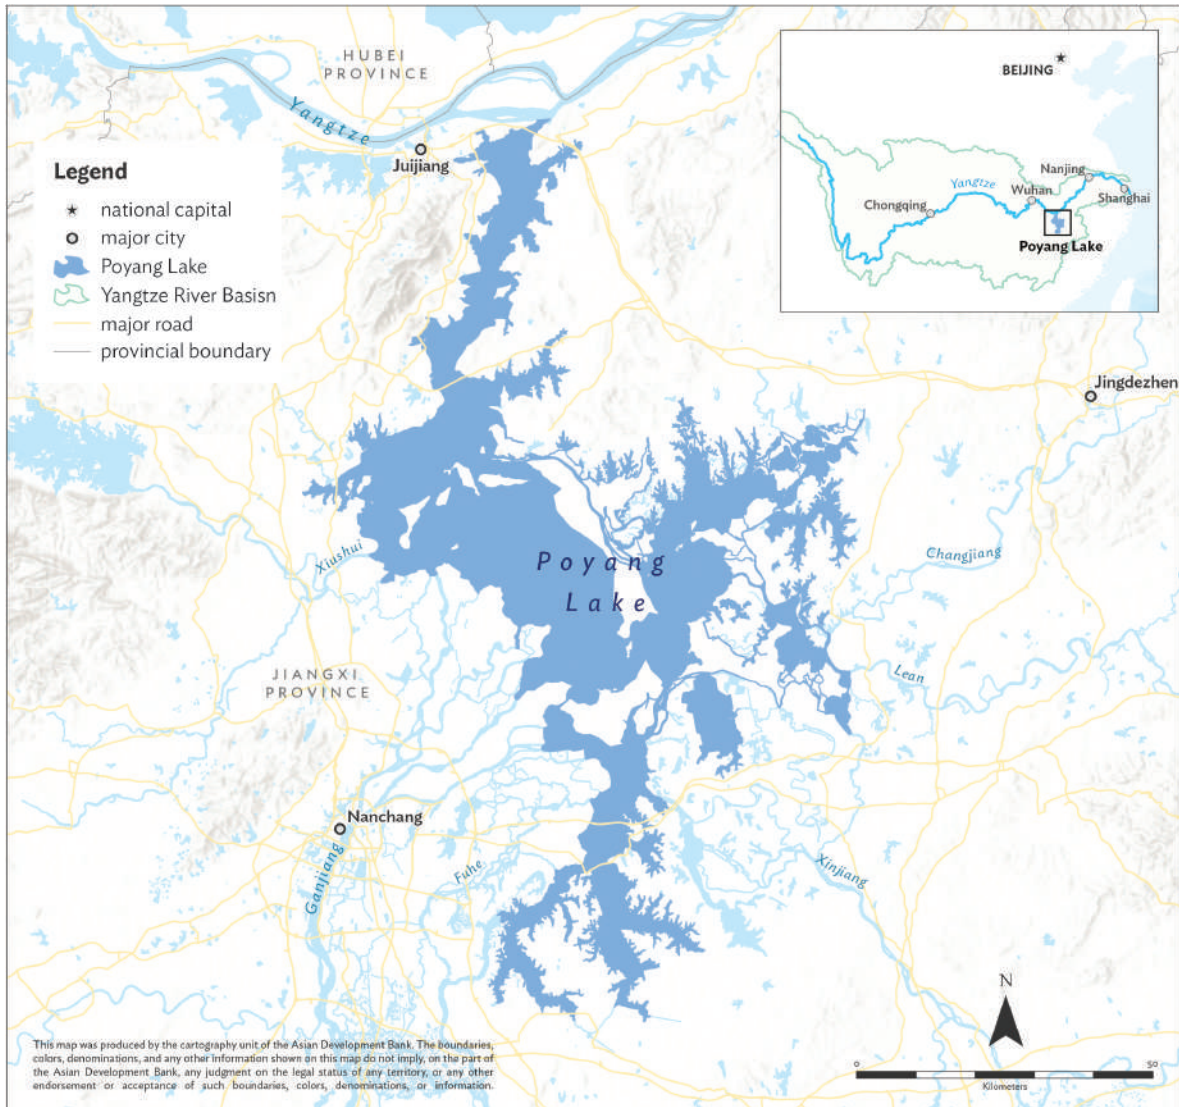 HUBEI
PROVINCE
Yangtze
Juijiang
Legend
national capital
major city
Poyang Lake
Yangtze River Basisn
major road
provincial boundary
BEIJING
Nanjing
Yangtze
Wuhan
Shanghai
Chongqing
Poyang Lake
Jingdezhen
Xiushui
Poyang
Lake
Changjiang
Lean
JIANGXI
PROVINCE
Nanchang
Ganjiang
Fuhe
Xinjiang
N
0
50
Kilometers
This map was produced by the cartography unit of the Asian Development Bank. The boundaries,
colors, denominations, and any other information shown on this map do not imply, on the part of
the Asian Development Bank, any judgment on the legal status of any territory, or any other
endorsement or acceptance of such boundaries, colors, denominations, or information.